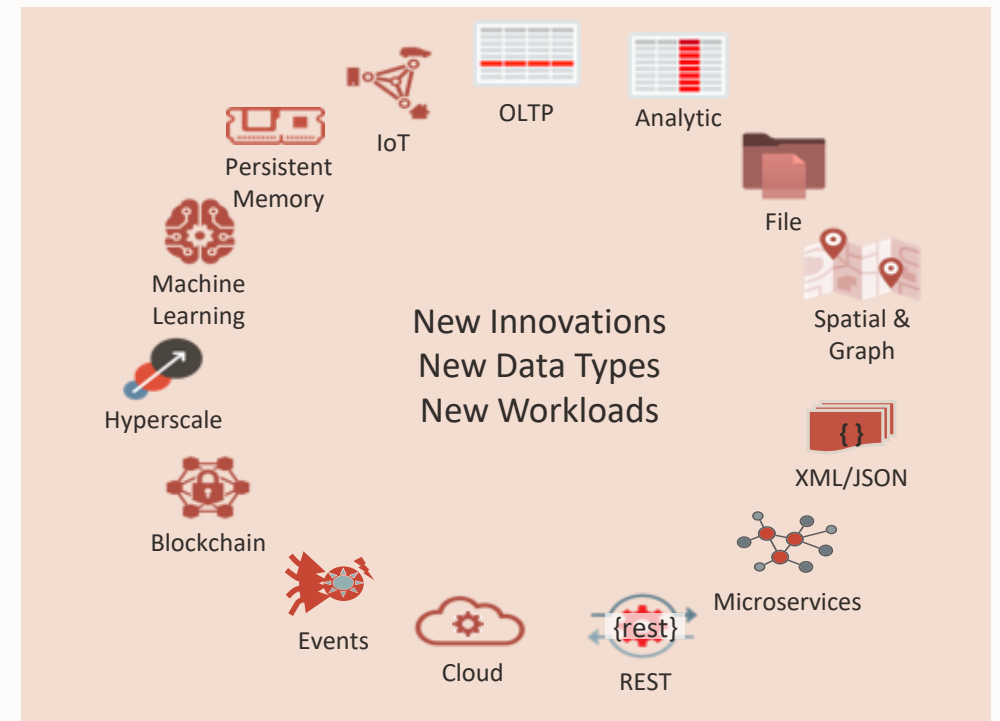 OLTP
Analytic
IoT
Persistent
Memory
File
Machine
Learning
Spatial &
Graph
New Innovations
New Data Types
New Workloads
Hyperscale
{ }
XML/JSON
Blockchain
Microservices
Events
{rest}
Cloud
REST